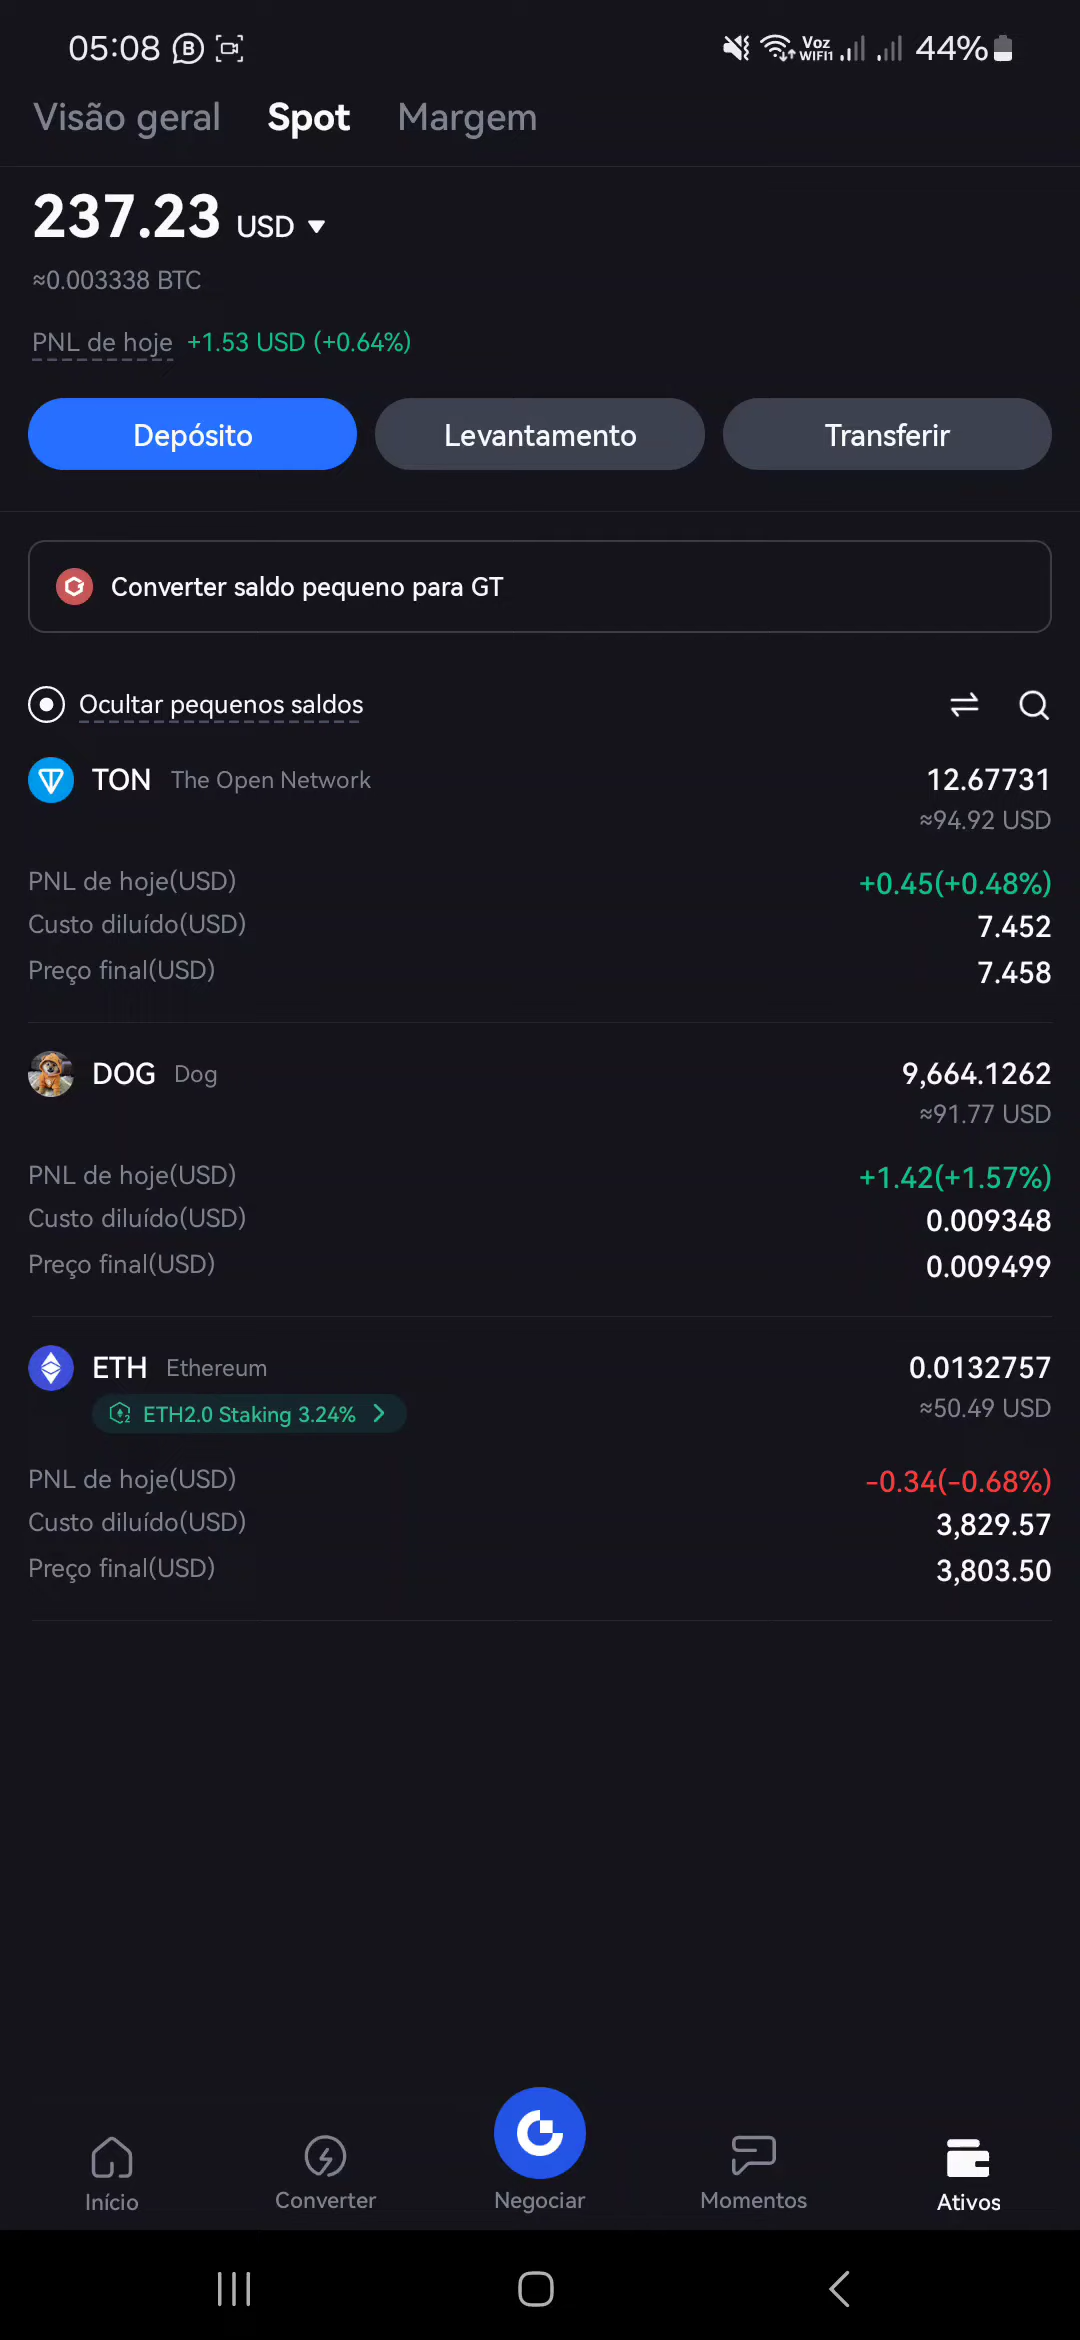 05:08 44%
Voz
WIFI1
Visão geral Spot Margem
237.23 USD
≈0.003338 BTC
PNL de hoje +1.53 USD (+0.64%)
Depósito Levantamento Transferir
Converter saldo pequeno para GT
Ocultar pequenos saldos
TON The Open Network 12.67731
≈94.92 USD
PNL de hoje(USD) +0.45(+0.48%)
Custo diluído(USD) 7.452
Preço final(USD) 7.458
DOG Dog 9,664.1262
≈91.77 USD
PNL de hoje(USD) +1.42(+1.57%)
Custo diluído(USD) 0.009348
Preço final(USD) 0.009499
ETH Ethereum 0.0132757
ETH2.0 Staking 3.24% ≈50.49 USD
PNL de hoje(USD) -0.34(-0.68%)
Custo diluído(USD) 3,829.57
Preço final(USD) 3,803.50
Início Converter Negociar Momentos Ativos